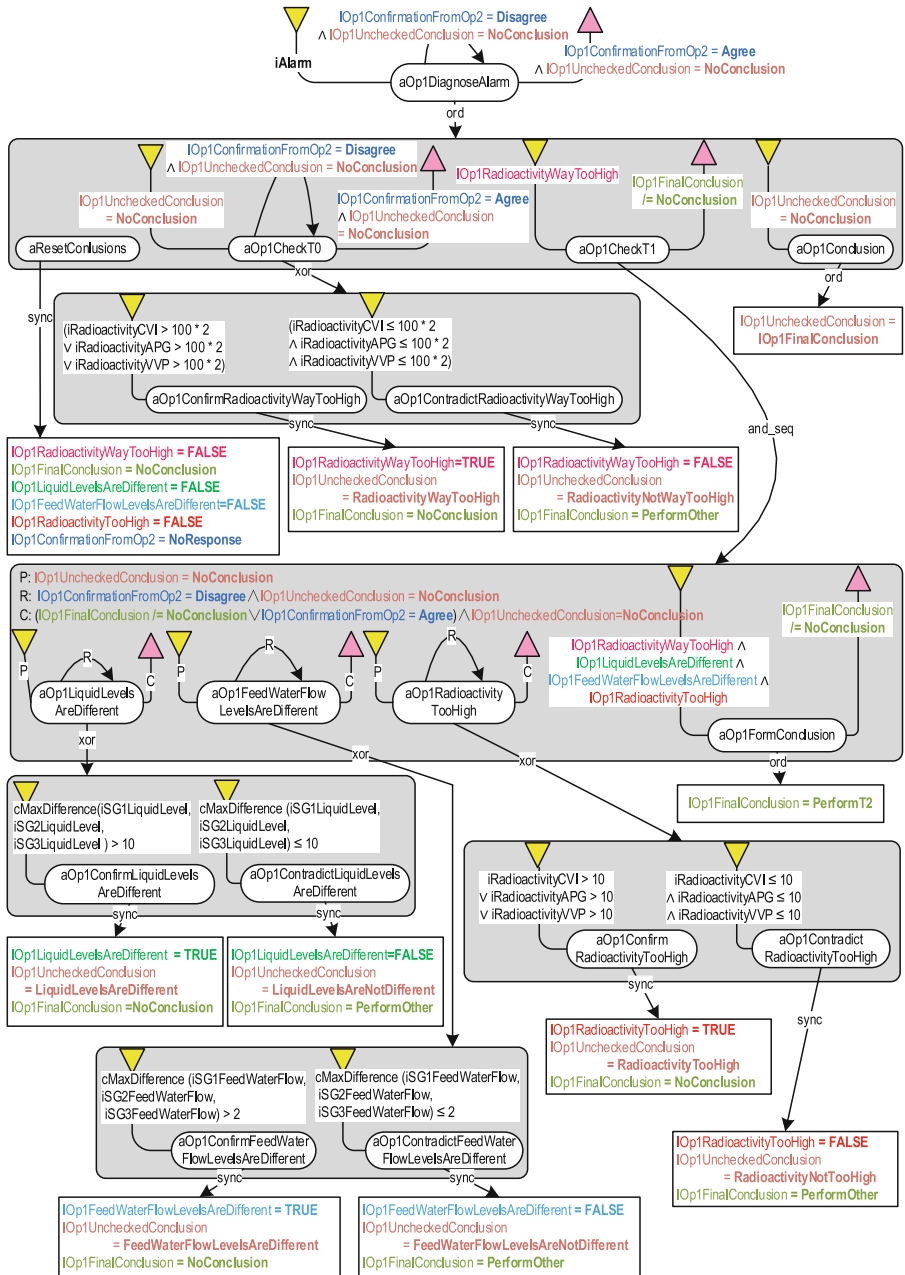 lOp1ConfirmationFromOp2 = Disagree
∧ lOp1UncheckedConclusion = NoConclusion
iAlarm
lOp1ConfirmationFromOp2 = Agree
∧ lOp1UncheckedConclusion = NoConclusion
aOp1DiagnoseAlarm
ord
lOp1ConfirmationFromOp2 = Disagree
∧ lOp1UncheckedConclusion = NoConclusion
lOp1UncheckedConclusion
= NoConclusion
lOp1ConfirmationFromOp2 = Agree
∧ lOp1UncheckedConclusion
= NoConclusion
lOp1RadioactivityWayTooHigh
lOp1FinalConclusion
/= NoConclusion
lOp1UncheckedConclusion
= NoConclusion
aResetConlusions
aOp1CheckT0
aOp1CheckT1
aOp1Conclusion
sync
xor
ord
lOp1UncheckedConclusion =
lOp1FinalConclusion
(iRadioactivityCVI > 100 * 2
∨ iRadioactivityAPG > 100 * 2
∨ iRadioactivityVVP > 100 * 2)
(iRadioactivityCVI ≤ 100 * 2
∧ iRadioactivityAPG ≤ 100 * 2
∧ iRadioactivityVVP ≤ 100 * 2)
aOp1ConfirmRadioactivityWayTooHigh
aOp1ContradictRadioactivityWayTooHigh
sync
sync
and_seq
lOp1RadioactivityWayTooHigh = FALSE
lOp1FinalConclusion = NoConclusion
lOp1LiquidLevelsAreDifferent = FALSE
lOp1FeedWaterFlowLevelsAreDifferent=FALSE
lOp1RadioactivityTooHigh = FALSE
lOp1ConfirmationFromOp2 = NoResponse
lOp1RadioactivityWayTooHigh=TRUE
lOp1UncheckedConclusion
= RadioactivityWayTooHigh
lOp1FinalConclusion = NoConclusion
lOp1RadioactivityWayTooHigh = FALSE
lOp1UncheckedConclusion
= RadioactivityNotWayTooHigh
lOp1FinalConclusion = PerformOther
P: lOp1UncheckedConclusion = NoConclusion
R: lOp1ConfirmationFromOp2 = Disagree ∧ lOp1UncheckedConclusion = NoConclusion
C: (lOp1FinalConclusion /= NoConclusion ∨ lOp1ConfirmationFromOp2 = Agree) ∧ lOp1UncheckedConclusion=NoConclusion
lOp1FinalConclusion
/= NoConclusion
P
R
C
P
R
C
P
R
C
aOp1LiquidLevels
AreDifferent
aOp1FeedWaterFlow
LevelsAreDifferent
aOp1Radioactivity
TooHigh
lOp1RadioactivityWayTooHigh ∧
lOp1LiquidLevelsAreDifferent ∧
lOp1FeedWaterFlowLevelsAreDifferent ∧
lOp1RadioactivityTooHigh
aOp1FormConclusion
xor
xor
xor
ord
lOp1FinalConclusion = PerformT2
cMaxDifference(iSG1LiquidLevel,
iSG2LiquidLevel,
iSG3LiquidLevel ) > 10
cMaxDifference (iSG1LiquidLevel,
iSG2LiquidLevel,
iSG3LiquidLevel) ≤ 10
aOp1ConfirmLiquidLevels
AreDifferent
aOp1ContradictLiquidLevels
AreDifferent
sync
sync
iRadioactivityCVI > 10
∨ iRadioactivityAPG > 10
∨ iRadioactivityVVP > 10
iRadioactivityCVI ≤ 10
∧ iRadioactivityAPG ≤ 10
∧ iRadioactivityVVP ≤ 10
aOp1Confirm
RadioactivityTooHigh
aOp1Contradict
RadioactivityTooHigh
sync
sync
lOp1LiquidLevelsAreDifferent = TRUE
lOp1UncheckedConclusion
= LiquidLevelsAreDifferent
lOp1FinalConclusion =NoConclusion
lOp1LiquidLevelsAreDifferent=FALSE
lOp1UncheckedConclusion
= LiquidLevelsAreNotDifferent
lOp1FinalConclusion = PerformOther
lOp1RadioactivityTooHigh = TRUE
lOp1UncheckedConclusion
= RadioactivityTooHigh
lOp1FinalConclusion = NoConclusion
cMaxDifference (iSG1FeedWaterFlow,
iSG2FeedWaterFlow,
iSG3FeedWaterFlow) > 2
cMaxDifference (iSG1FeedWaterFlow,
iSG2FeedWaterFlow,
iSG3FeedWaterFlow) ≤ 2
aOp1ConfirmFeedWater
FlowLevelsAreDifferent
aOp1ContradictFeedWater
FlowLevelsAreDifferent
sync
sync
lOp1RadioactivityTooHigh = FALSE
lOp1UncheckedConclusion
= RadioactivityNotTooHigh
lOp1FinalConclusion = PerformOther
lOp1FeedWaterFlowLevelsAreDifferent = TRUE
lOp1UncheckedConclusion
= FeedWaterFlowLevelsAreDifferent
lOp1FinalConclusion = NoConclusion
lOp1FeedWaterFlowLevelsAreDifferent = FALSE
lOp1UncheckedConclusion
= FeedWaterFlowLevelsAreNotDifferent
lOp1FinalConclusion = PerformOther